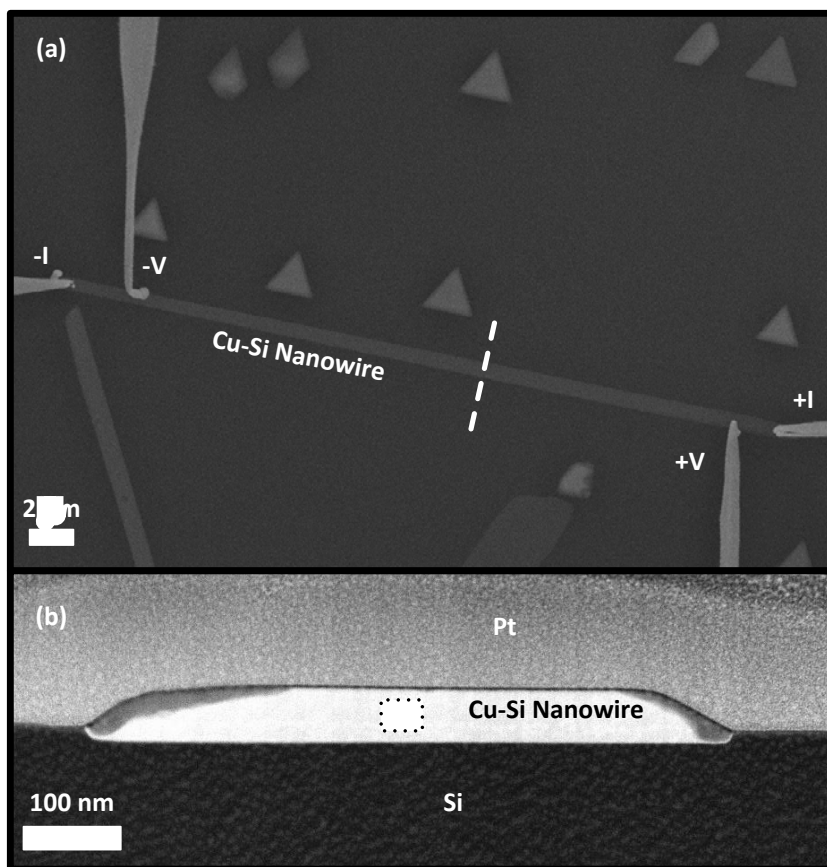 (a)
-I
-V
Cu-Si Nanowire
+I
+V
(b)
Pt
Cu-Si Nanowire
100 nm
Si